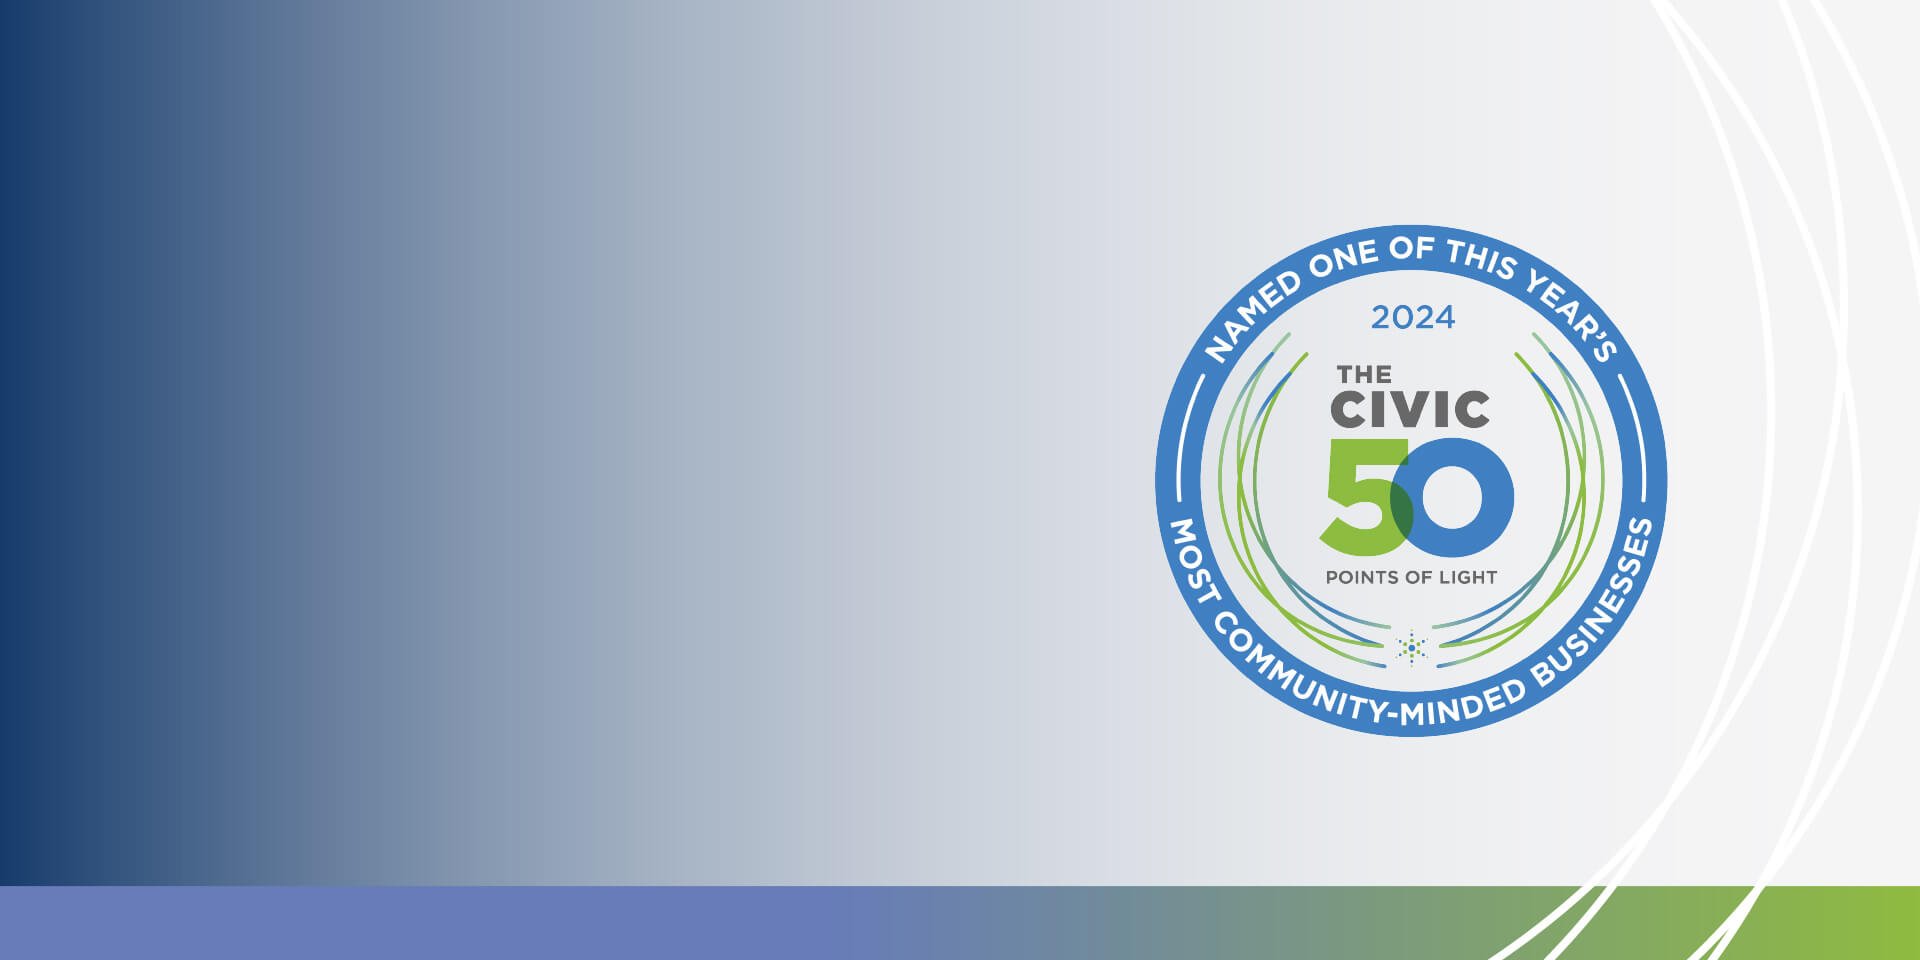 NAMED ONE OF THIS YEAR'S
2024
THE
CIVIC
50
POINTS OF LIGHT
MOST COMMUNITY-MINDED BUSINESSES